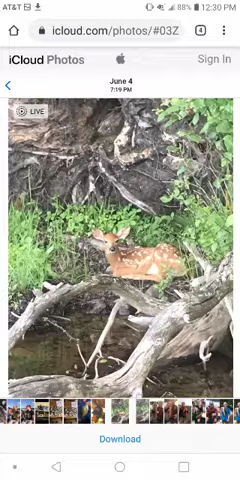 AT&T 88% 12:30 PM
icloud.com/photos/#03Z 4
iCloud Photos Sign In
June 4
7:19 PM
LIVE
Download